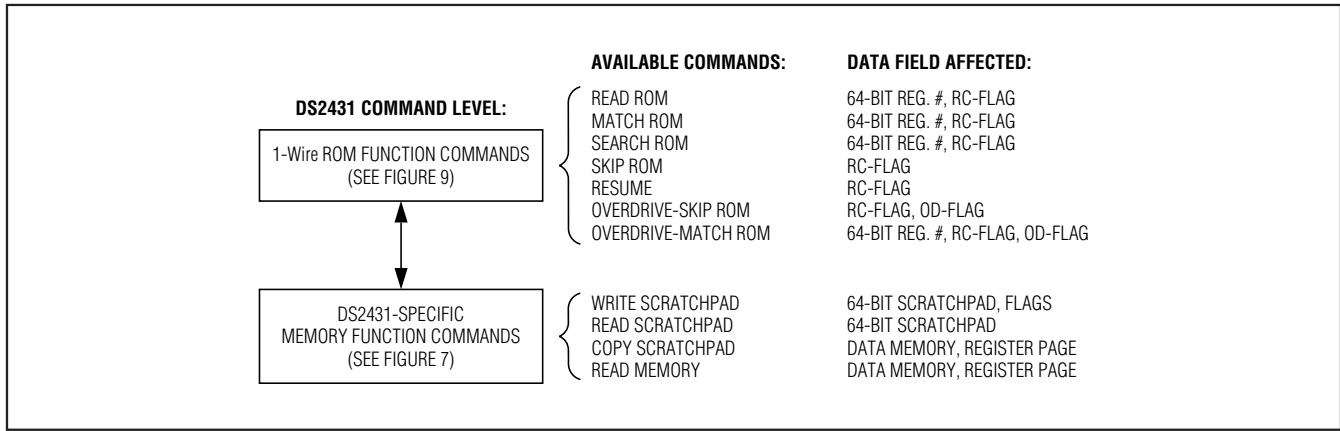 AVAILABLE COMMANDS: DATA FIELD AFFECTED:
DS2431 COMMAND LEVEL:
1-Wire ROM FUNCTION COMMANDS
(SEE FIGURE 9)
READ ROM 64-BIT REG. #, RC-FLAG
MATCH ROM 64-BIT REG. #, RC-FLAG
SEARCH ROM 64-BIT REG. #, RC-FLAG
SKIP ROM RC-FLAG
RESUME RC-FLAG
OVERDRIVE-SKIP ROM RC-FLAG, OD-FLAG
OVERDRIVE-MATCH ROM 64-BIT REG. #, RC-FLAG, OD-FLAG
DS2431-SPECIFIC
MEMORY FUNCTION COMMANDS
(SEE FIGURE 7)
WRITE SCRATCHPAD 64-BIT SCRATCHPAD, FLAGS
READ SCRATCHPAD 64-BIT SCRATCHPAD
COPY SCRATCHPAD DATA MEMORY, REGISTER PAGE
READ MEMORY DATA MEMORY, REGISTER PAGE